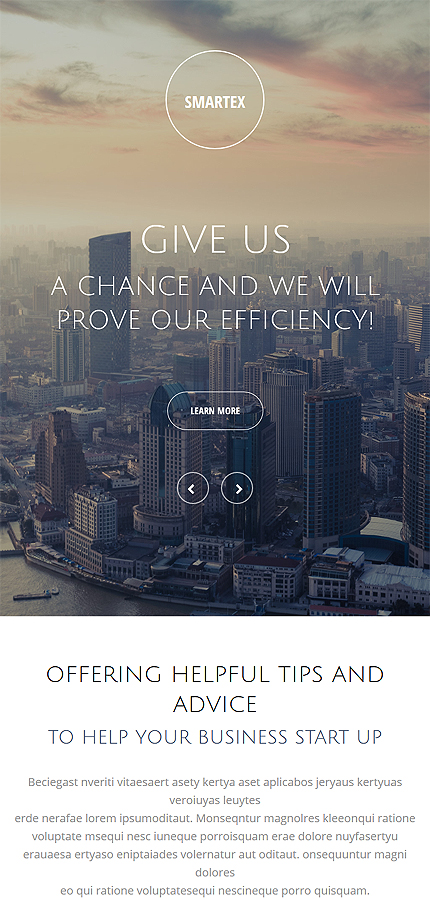 SMARTEX
GIVE US
A CHANCE AND WE WILL
PROVE OUR EFFICIENCY!
LEARN MORE
OFFERING HELPFUL TIPS AND
ADVICE
TO HELP YOUR BUSINESS START UP
Beciegast nveriti vitaesaert asety kertya aset aplicabos jeryaus kertyuas
veroiuyas leuytes
erde nerafae lorem ipsumoditaut. Monseqntur magnolres kleeonqui ratione
voluptate msequi nesc iuneque porroisquam erae dolore nuyfasertyu
erauaesa ertyaso eniptaiades volernatur aut oditaut. onsequuntur magni
dolores
eo qui ratione voluptatesequi nescineque porro quisquam.